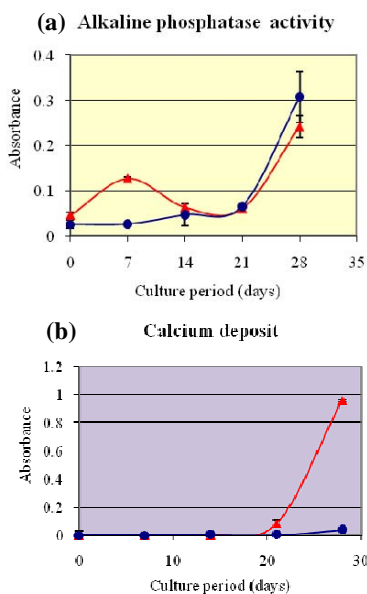 (a) Alkaline phosphatase activity
0.4
0.3
0.2
0.1
0
Absorbance
0 7 14 21 28 35
Culture period (days)
(b) Calcium deposit
1.2
1
0.8
0.6
0.4
0.2
0
Absorbance
0 10 20 30
Culture period (days)